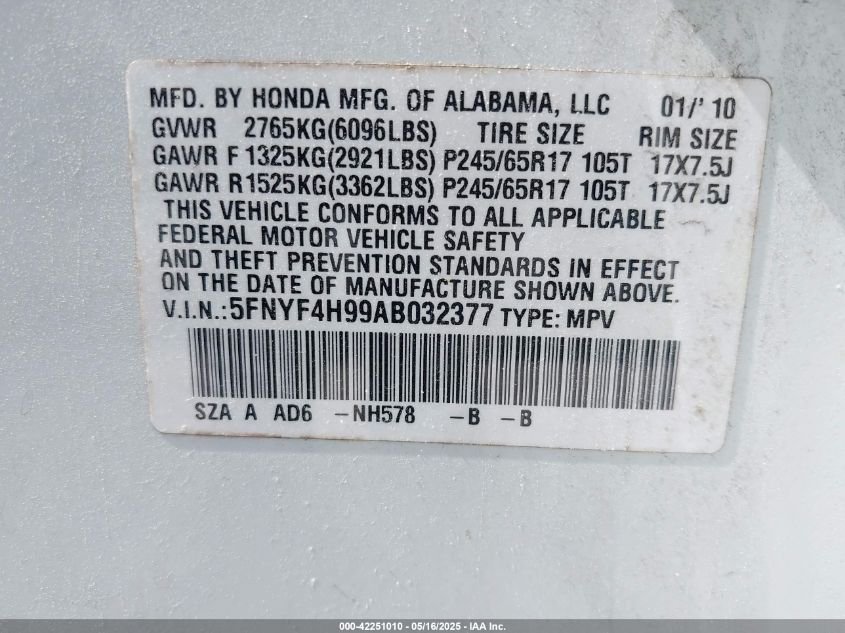 MFD. BY HONDA MFG. OF ALABAMA, LLC 01/' 10
GVWR 2765KG(6096LBS) TIRE SIZE RIM SIZE
GAWR F 1325KG(2921LBS) P245/65R17 105T 17X7.5J
GAWR R1525KG(3362LBS) P245/65R17 105T 17X7.5J
THIS VEHICLE CONFORMS TO ALL APPLICABLE
FEDERAL MOTOR VEHICLE SAFETY
AND THEFT PREVENTION STANDARDS IN EFFECT
ON THE DATE OF MANUFACTURE SHOWN ABOVE.
V.I.N.:5FNYF4H99AB032377 TYPE: MPV
SZA A AD6 -NH578 -B -B
000-42251010 - 05/16/2025 - IAA Inc.